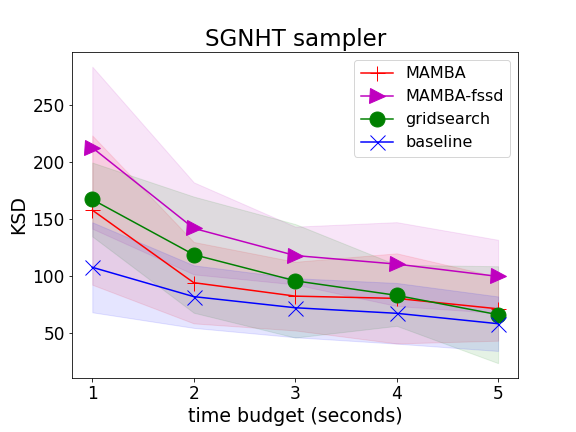 SGNHT sampler
MAMBA
MAMBA-fssd
gridsearch
baseline
KSD
250
200
150
100
50
1 2 3 4 5
time budget (seconds)